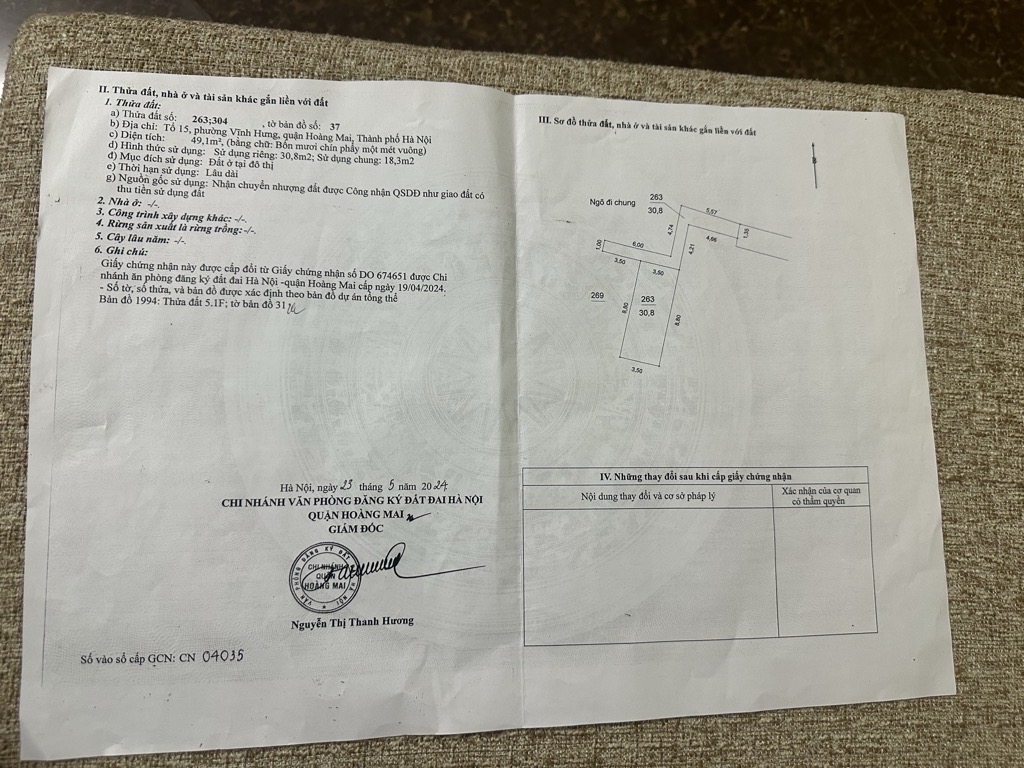 II. Thửa đất, nhà ở và tài sản khác gắn liền với đất
1. Thửa đất:
a) Thửa đất số: 263;304 , tờ bản đồ số: 37
b) Địa chỉ: Tổ 15, phường Vĩnh Hưng, quận Hoàng Mai, Thành phố Hà Nội
c) Diện tích: 49,1m², (bằng chữ: Bốn mươi chín phẩy một mét vuông)
d) Hình thức sử dụng: Sử dụng riêng: 30,8m2; Sử dụng chung: 18,3m2
đ) Mục đích sử dụng: Đất ở tại đô thị
e) Thời hạn sử dụng: Lâu dài
g) Nguồn gốc sử dụng: Nhận chuyển nhượng đất được Công nhận QSDĐ như giao đất có
thu tiền sử dụng đất
2. Nhà ở: -/-.
3. Công trình xây dựng khác: -/-.
4. Rừng sản xuất là rừng trồng: -/-.
5. Cây lâu năm: -/-.
6. Ghi chú:
Giấy chứng nhận này được cấp đổi từ Giấy chứng nhận số DO 674651 được Chi
nhánh ăn phòng đăng ký đất đai Hà Nội -quận Hoàng Mai cấp ngày 19/04/2024.
- Số tờ, số thửa, và bản đồ được xác định theo bản đồ dự án tổng thể
Bản đồ 1994: Thửa đất 5.1F; tờ bản đồ 31
Hà Nội, ngày 23 tháng 5 năm 2024
CHI NHÁNH VĂN PHÒNG ĐĂNG KÝ ĐẤT ĐAI HÀ NỘI
QUẬN HOÀNG MAI
GIÁM ĐỐC
VĂN PHÒNG ĐĂNG KÝ ĐẤT ĐAI HÀ NỘI
CHI NHÁNH
QUẬN
HOÀNG MAI
Nguyễn Thị Thanh Hương
Số vào sổ cấp GCN: CN 04035
III. Sơ đồ thửa đất, nhà ở và tài sản khác gắn liền với đất
Ngõ đi chung
263
30,8
5,57
4,74
4,66
1,35
4,21
1,00
6,00
3,50
3,50
269
8,80
263
30,8
8,80
3,50
IV. Những thay đổi sau khi cấp giấy chứng nhận
Nội dung thay đổi và cơ sở pháp lý
Xác nhận của cơ quan
có thẩm quyền